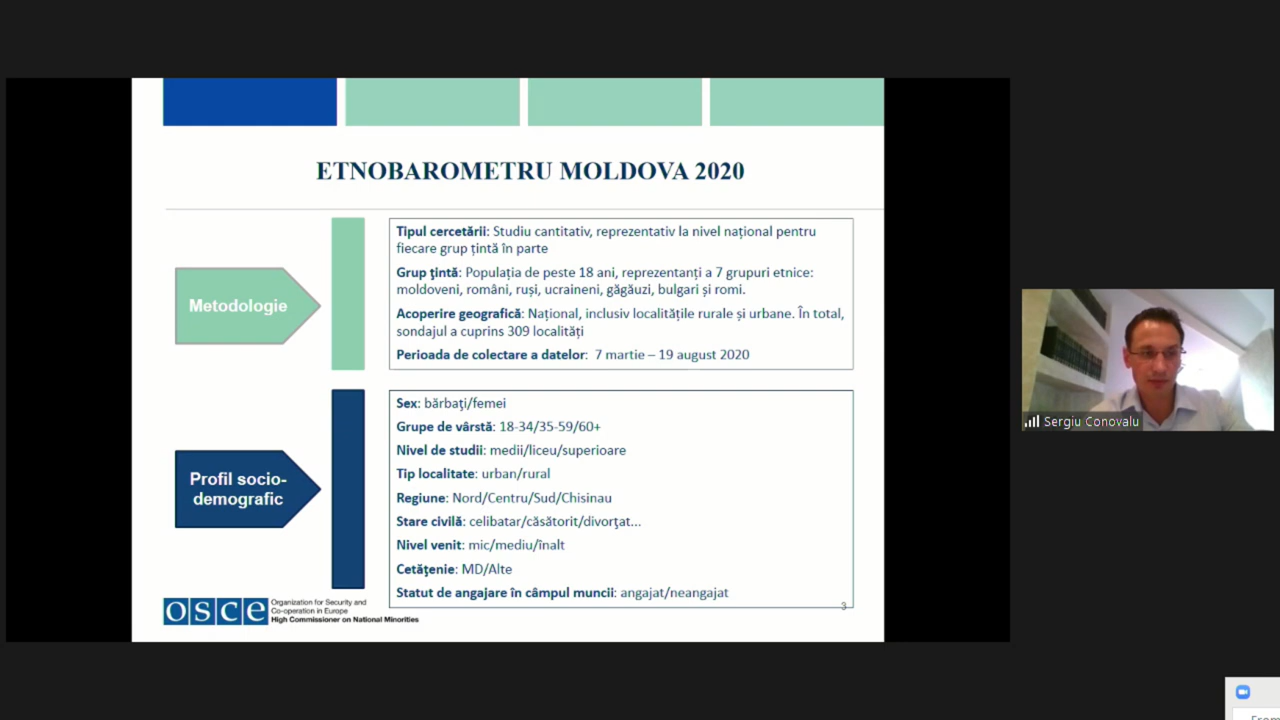 ETNOBAROMETRU MOLDOVA 2020
Metodologie
Tipul cercetării: Studiu cantitativ, reprezentativ la nivel național pentru
fiecare grup țintă în parte
Grup ţintă: Populația de peste 18 ani, reprezentanți a 7 grupuri etnice:
moldoveni, români, ruși, ucraineni, găgăuzi, bulgari și romi.
Acoperire geografică: Național, inclusiv localitățile rurale și urbane. În total,
sondajul a cuprins 309 localități
Perioada de colectare a datelor: 7 martie – 19 august 2020
Profil socio-
demografic
Sex: bărbați/femei
Grupe de vârstă: 18-34/35-59/60+
Nivel de studii: medii/liceu/superioare
Tip localitate: urban/rural
Regiune: Nord/Centru/Sud/Chisinau
Stare civilă: celibatar/căsătorit/divorţat...
Nivel venit: mic/mediu/înalt
Cetăţenie: MD/Alte
Statut de angajare în câmpul muncii: angajat/neangajat
3
osce
Organization for Security and
Co-operation in Europe
High Commissioner on National Minorities
Sergiu Conovalu